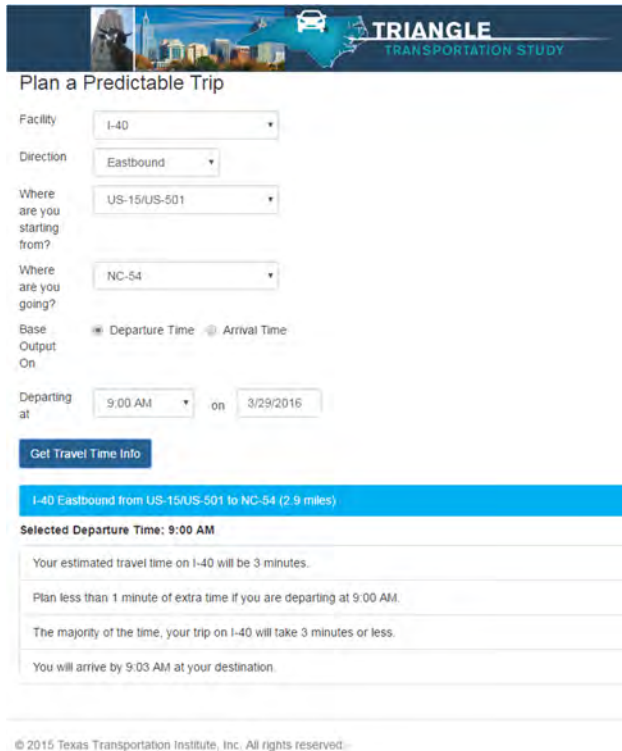 TRIANGLE
TRANSPORTATION STUDY
Plan a Predictable Trip
Facility
I-40
Direction
Eastbound
Where
are you
starting
from?
US-15/US-501
Where
are you
going?
NC-54
Base
Output
On
Departure Time Arrival Time
Departing
at
9:00 AM on 3/29/2016
Get Travel Time Info
I-40 Eastbound from US-15/US-501 to NC-54 (2.9 miles)
Selected Departure Time: 9:00 AM
Your estimated travel time on I-40 will be 3 minutes.
Plan less than 1 minute of extra time if you are departing at 9:00 AM.
The majority of the time, your trip on I-40 will take 3 minutes or less.
You will arrive by 9:03 AM at your destination.
© 2015 Texas Transportation Institute, Inc. All rights reserved.